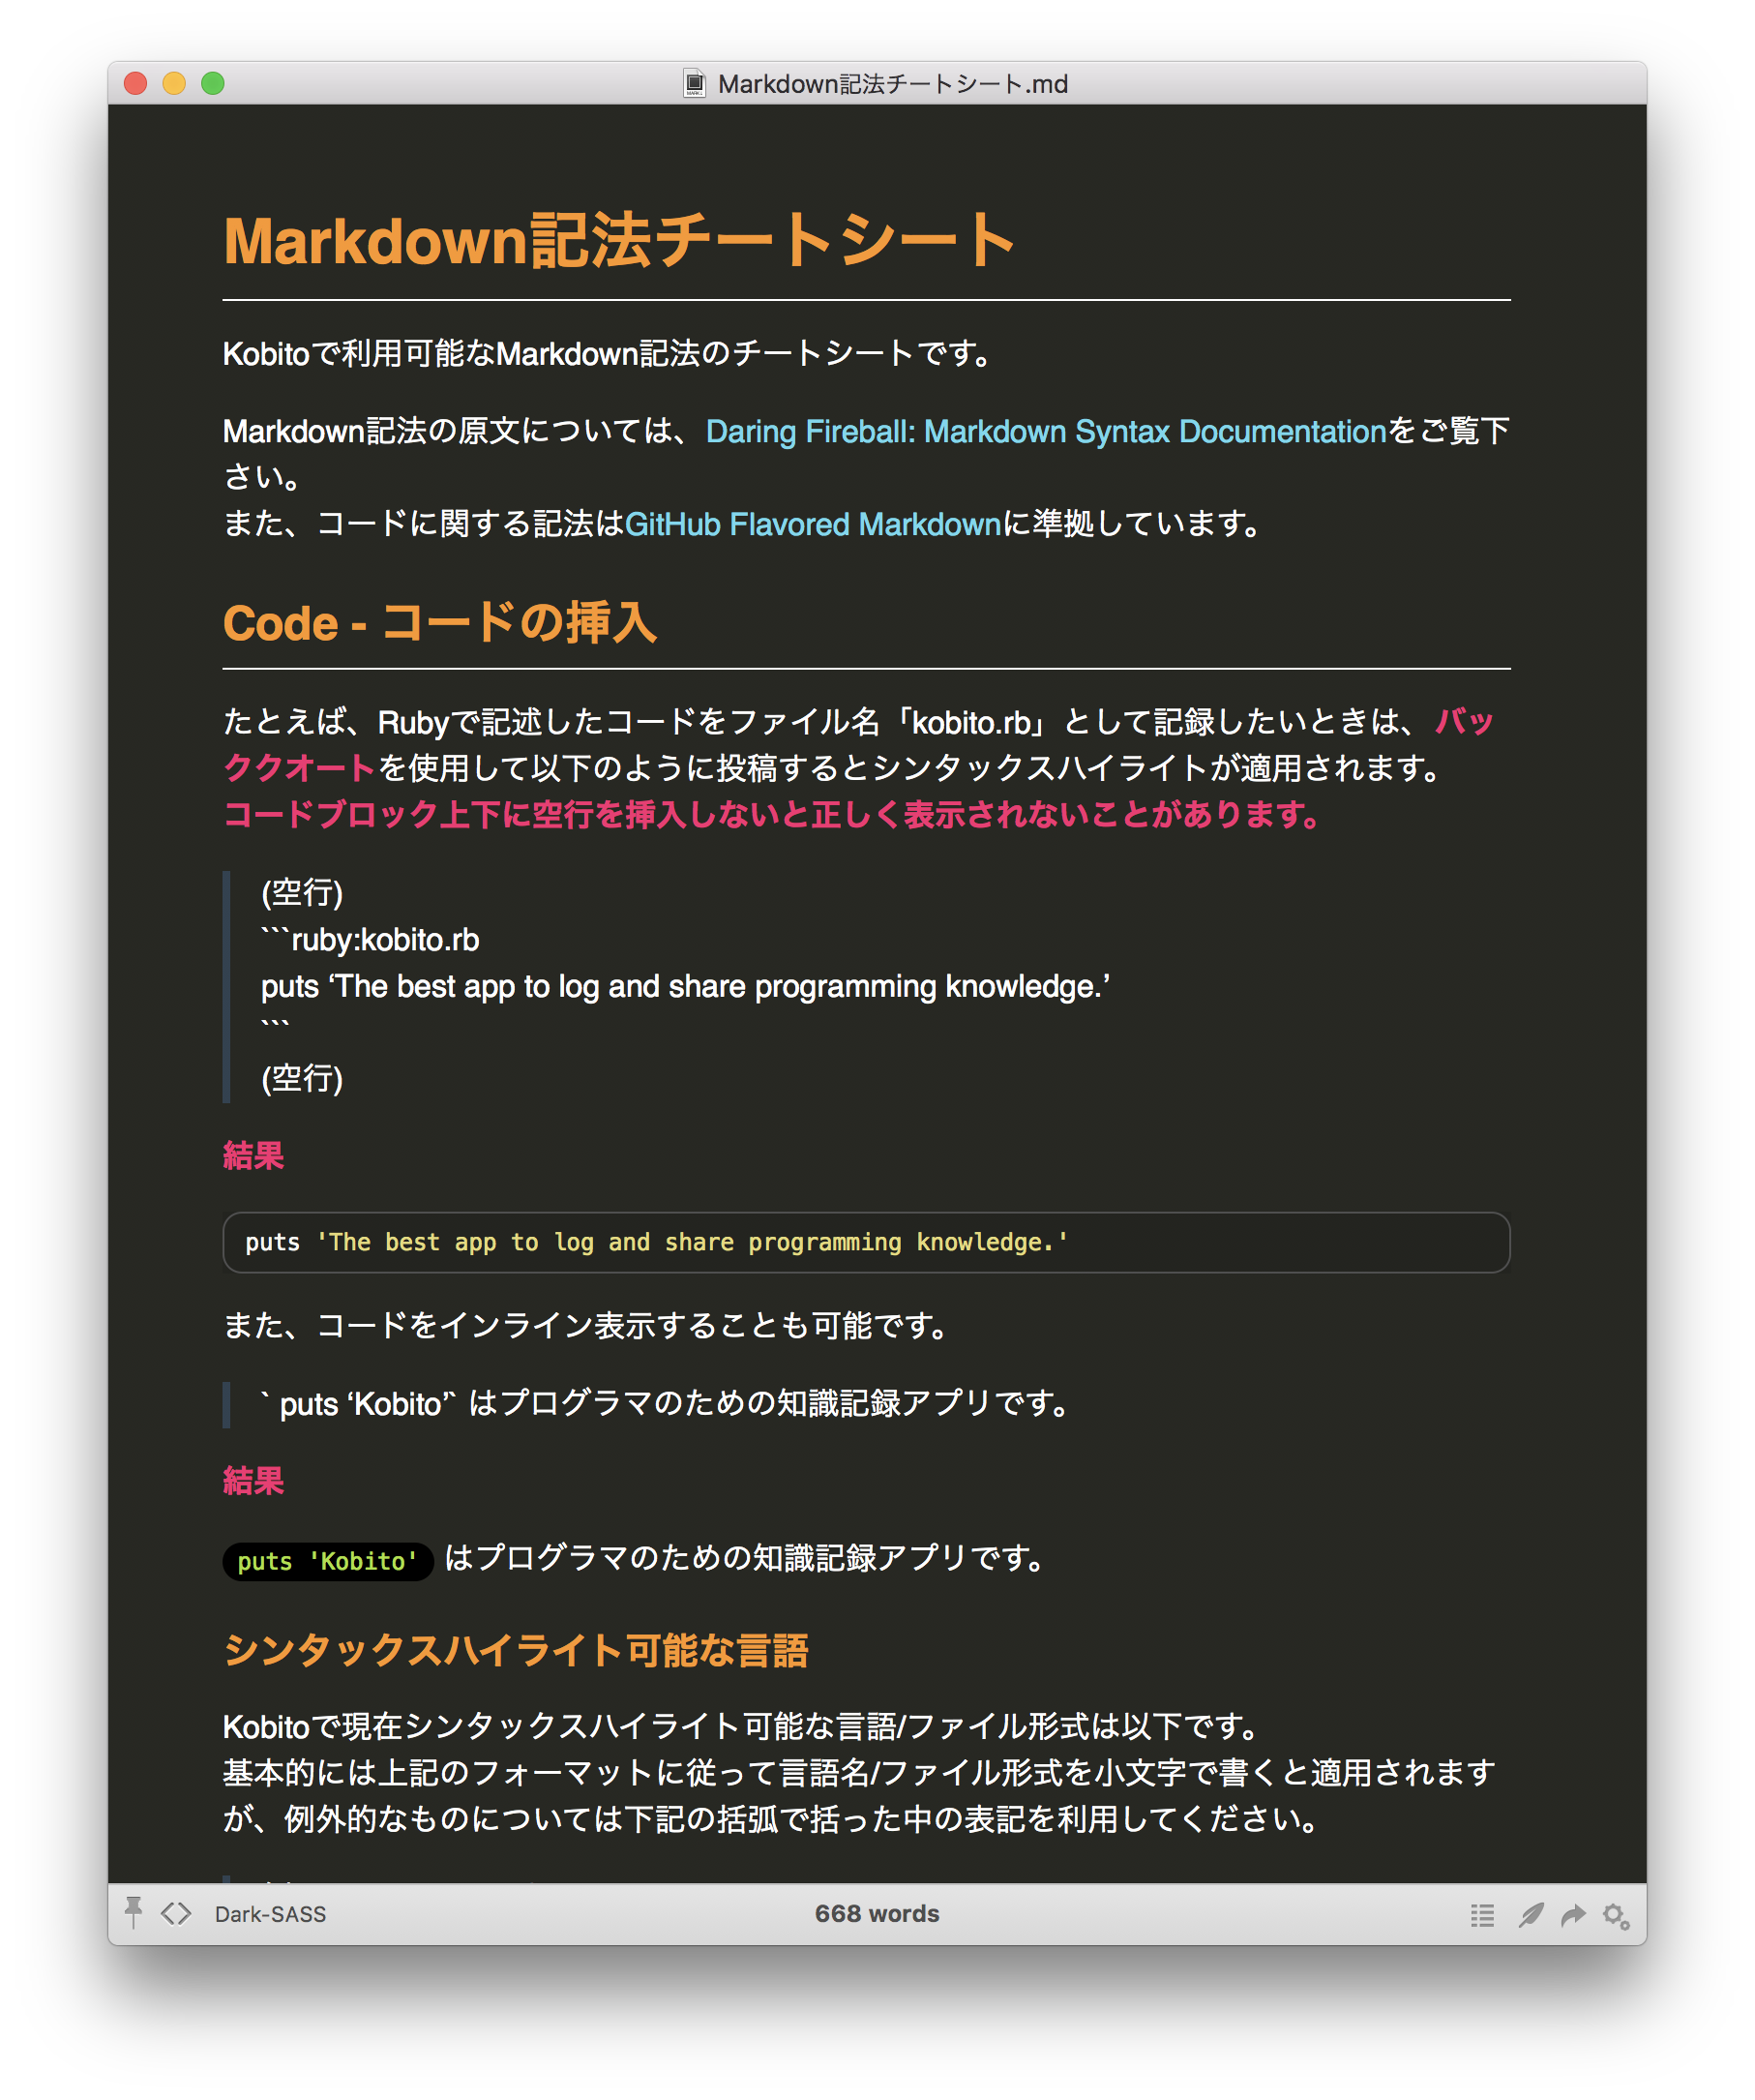 Markdown記法チートシート.md
Markdown記法チートシート
Kobitoで利用可能なMarkdown記法のチートシートです。
Markdown記法の原文については、Daring Fireball: Markdown Syntax Documentationをご覧下
さい。
また、コードに関する記法はGitHub Flavored Markdownに準拠しています。
Code - コードの挿入
たとえば、Rubyで記述したコードをファイル名「kobito.rb」として記録したいときは、バッ
ククオートを使用して以下のように投稿するとシンタックスハイライトが適用されます。
コードブロック上下に空行を挿入しないと正しく表示されないことがあります。
(空行)
```ruby:kobito.rb
puts ‘The best app to log and share programming knowledge.’
```
(空行)
結果
puts 'The best app to log and share programming knowledge.'
また、コードをインライン表示することも可能です。
` puts ‘Kobito’` はプログラマのための知識記録アプリです。
結果
puts 'Kobito' はプログラマのための知識記録アプリです。
シンタックスハイライト可能な言語
Kobitoで現在シンタックスハイライト可能な言語/ファイル形式は以下です。
基本的には上記のフォーマットに従って言語名/ファイル形式を小文字で書くと適用されます
が、例外的なものについては下記の括弧で括った中の表記を利用してください。
Dark-SASS
668 words